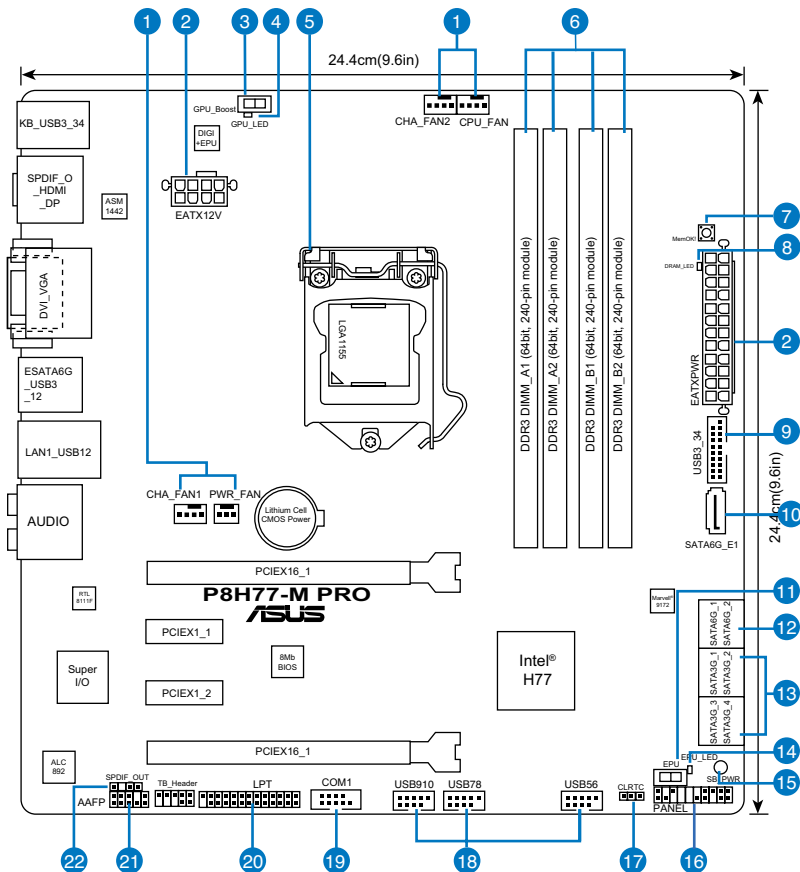 1 2 3 4 5 1 6
24.4cm(9.6in)
KB_USB3_34
GPU_Boost
GPU_LED
DIGI
+EPU
CHA_FAN2 CPU_FAN
SPDIF_O
_HDMI
_DP
ASM
1442
EATX12V
7
MemOK!
8
DRAM_LED
DVI_VGA
LGA 1155
DDR3 DIMM_A1 (64bit, 240-pin module)
DDR3 DIMM_A2 (64bit, 240-pin module)
DDR3 DIMM_B1 (64bit, 240-pin module)
DDR3 DIMM_B2 (64bit, 240-pin module)
2
EATXPWR
ESATA6G
_USB3
_12
LAN1_USB12
9
USB3_34
1
CHA_FAN1 PWR_FAN
10
24.4cm(9.6in)
AUDIO
Lithium Cell
CMOS Power
SATA6G_E1
PCIEX16_1
P8H77-M PRO
ASUS
RTL
8111F
Marvell®
9172
11
PCIEX1_1
SATA6G_1
SATA6G_2
12
Super
I/O
8Mb
BIOS
Intel®
H77
SATA3G_1
SATA3G_2
13
PCIEX1_2
SATA3G_3
SATA3G_4
PCIEX16_1
ALC
892
EPU_LED
14
EPU
15
SPDIF_OUT
TB_Header
LPT
COM1
USB910 USB78
USB56
CLRTC
SB_PWR
AAFP
PANEL
22 21 20 19 18 17 16